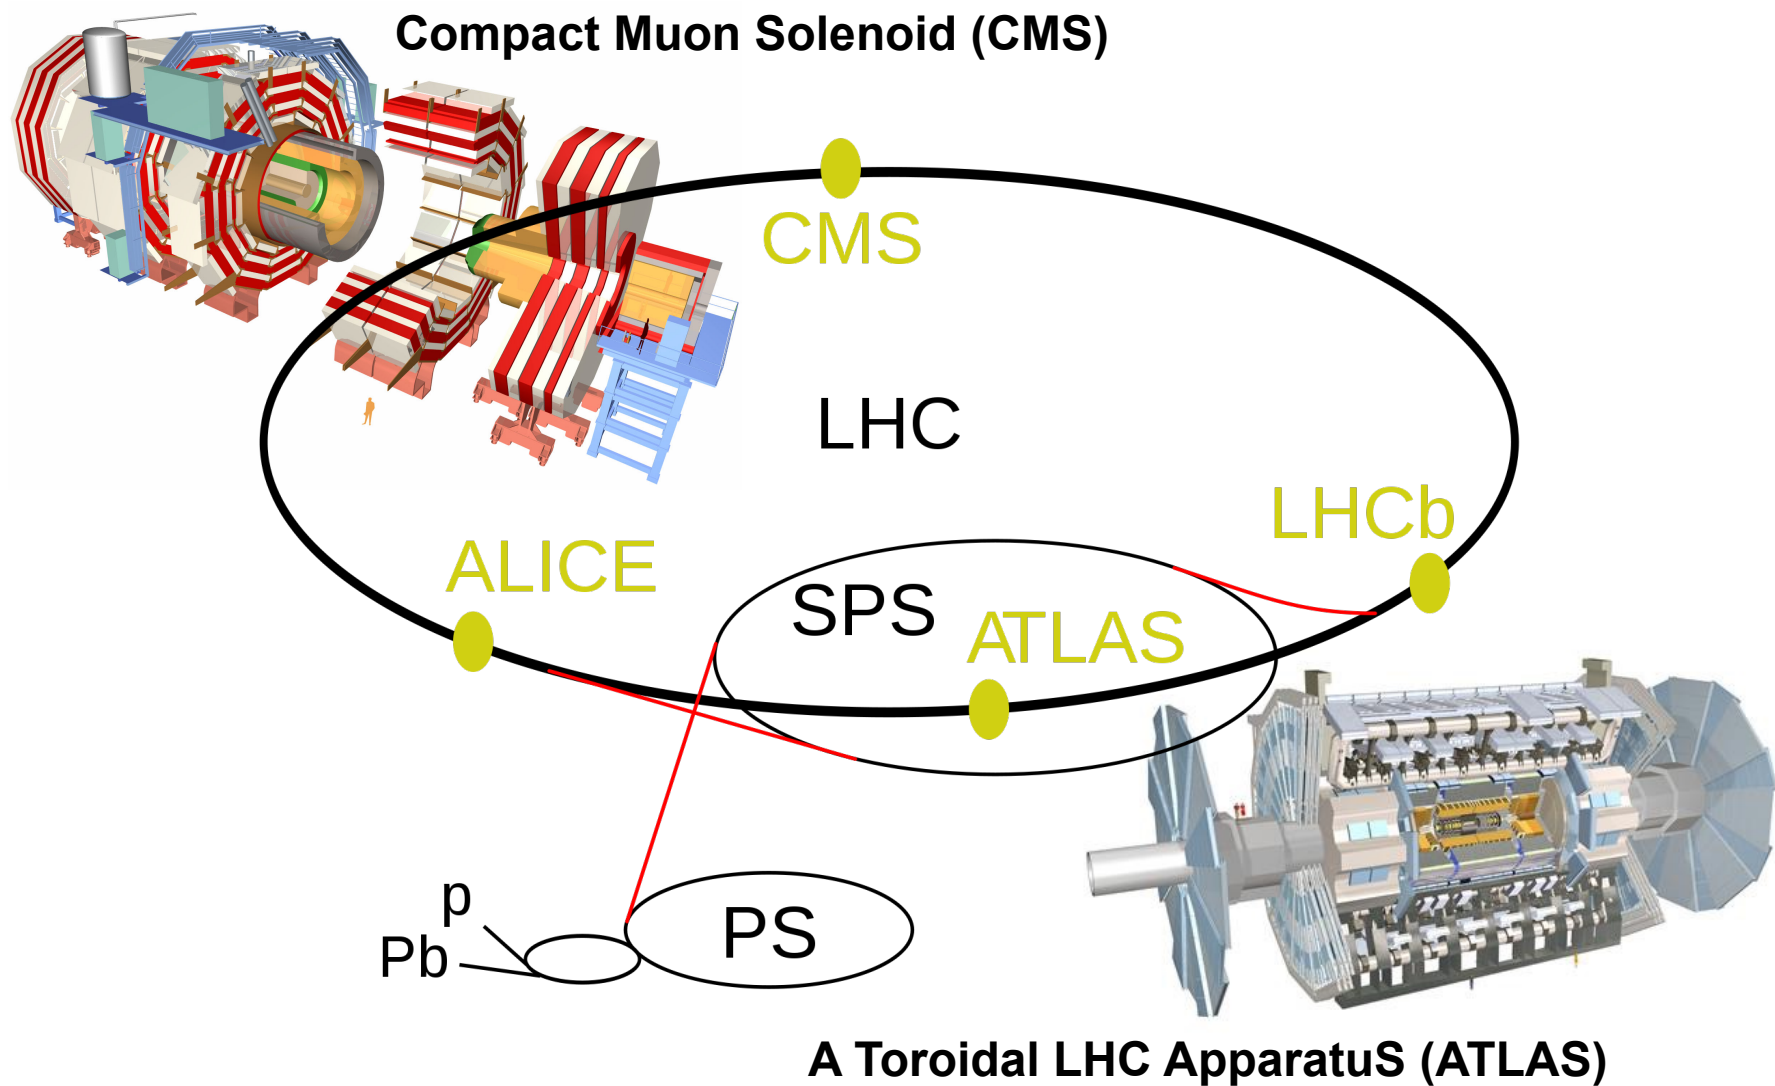 Compact Muon Solenoid (CMS)
CMS
LHC
LHCb
ALICE
SPS
ATLAS
p
Pb
PS
A Toroidal LHC ApparatuS (ATLAS)